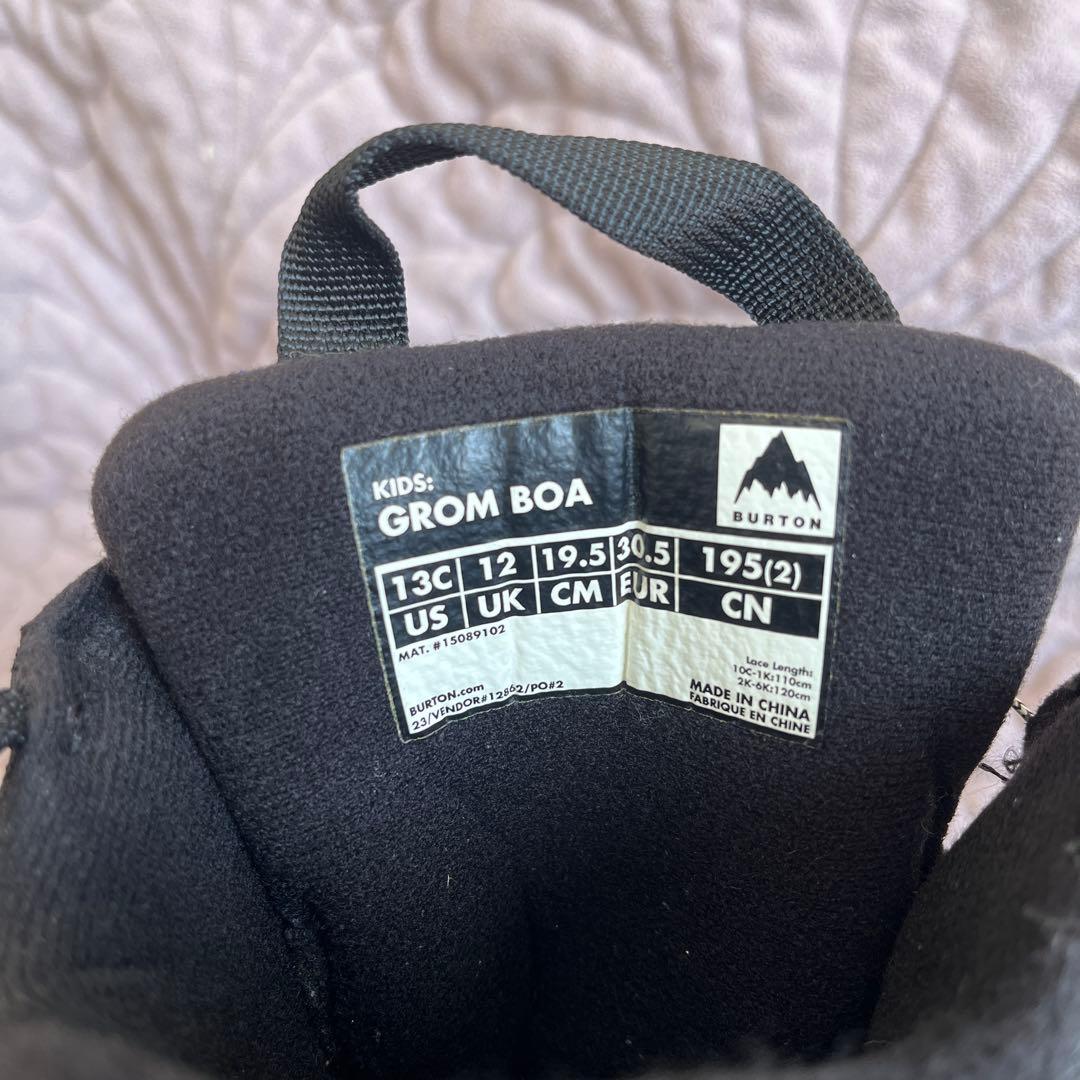 KIDS:
GROM BOA
BURTON
13C 12 19.5 30.5 195(2)
US UK CM EUR CN
MAT. #15089102
Lace Length:
10C-1K:110cm
2K-6K:120cm
BURTON.com
23/VENDOR#12862/PO#2
MADE IN CHINA
FABRIQUE EN CHINE